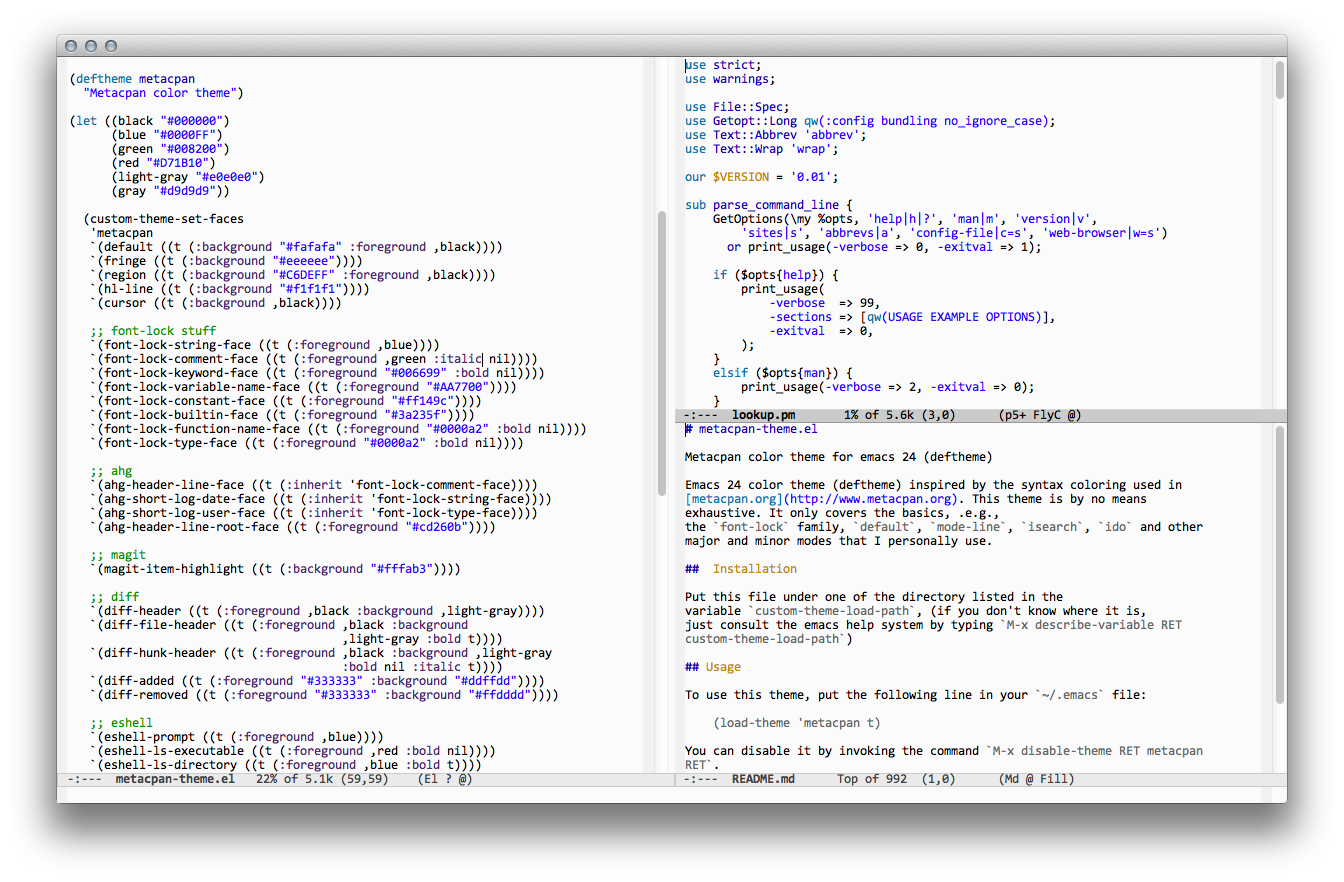 (deftheme metacpan
  "Metacpan color theme")

(let ((black "#000000")
      (blue "#0000FF")
      (green "#008200")
      (red "#D71B10")
      (light-gray "#e0e0e0")
      (gray "#d9d9d9"))

  (custom-theme-set-faces
   'metacpan
   `(default ((t (:background "#fafafa" :foreground ,black))))
   `(fringe ((t (:background "#eeeeee"))))
   `(region ((t (:background "#C6DEFF" :foreground ,black))))
   `(hl-line ((t (:background "#f1f1f1"))))
   `(cursor ((t (:background ,black))))

   ;; font-lock stuff
   `(font-lock-string-face ((t (:foreground ,blue))))
   `(font-lock-comment-face ((t (:foreground ,green :italic nil))))
   `(font-lock-keyword-face ((t (:foreground "#006699" :bold nil))))
   `(font-lock-variable-name-face ((t (:foreground "#AA7700"))))
   `(font-lock-constant-face ((t (:foreground "#ff149c"))))
   `(font-lock-builtin-face ((t (:foreground "#3a235f"))))
   `(font-lock-function-name-face ((t (:foreground "#0000a2" :bold nil))))
   `(font-lock-type-face ((t (:foreground "#0000a2" :bold nil))))

   ;; ahg
   `(ahg-header-line-face ((t (:inherit 'font-lock-comment-face))))
   `(ahg-short-log-date-face ((t (:inherit 'font-lock-string-face))))
   `(ahg-short-log-user-face ((t (:inherit 'font-lock-type-face))))
   `(ahg-header-line-root-face ((t (:foreground "#cd260b"))))

   ;; magit
   `(magit-item-highlight ((t (:background "#fffab3"))))

   ;; diff
   `(diff-header ((t (:foreground ,black :background ,light-gray))))
   `(diff-file-header ((t (:foreground ,black :background
                                       ,light-gray :bold t))))
   `(diff-hunk-header ((t (:foreground ,black :background ,light-gray
                                       :bold nil :italic t))))
   `(diff-added ((t (:foreground "#333333" :background "#ddffdd"))))
   `(diff-removed ((t (:foreground "#333333" :background "#ffdddd"))))

   ;; eshell
   `(eshell-prompt ((t (:foreground ,blue))))
   `(eshell-ls-executable ((t (:foreground ,red :bold nil))))
   `(eshell-ls-directory ((t (:foreground ,blue :bold t))))
-:---  metacpan-theme.el   22% of 5.1k (59,59)    (El ? @)
use strict;
use warnings;

use File::Spec;
use Getopt::Long qw(:config bundling no_ignore_case);
use Text::Abbrev 'abbrev';
use Text::Wrap 'wrap';

our $VERSION = '0.01';

sub parse_command_line {
    GetOptions(\my %opts, 'help|h|?', 'man|m', 'version|v',
        'sites|s', 'abbrevs|a', 'config-file|c=s', 'web-browser|w=s')
      or print_usage(-verbose => 0, -exitval => 1);

    if ($opts{help}) {
        print_usage(
            -verbose  => 99,
            -sections => [qw(USAGE EXAMPLE OPTIONS)],
            -exitval  => 0,
        );
    }
    elsif ($opts{man}) {
        print_usage(-verbose => 2, -exitval => 0);
    }
-:---  lookup.pm       1% of 5.6k (3,0)      (p5+ FlyC @)
# metacpan-theme.el

Metacpan color theme for emacs 24 (deftheme)

Emacs 24 color theme (deftheme) inspired by the syntax coloring used in
[metacpan.org](http://www.metacpan.org). This theme is by no means
exhaustive. It only covers the basics, .e.g.,
the `font-lock` family, `default`, `mode-line`, `isearch`, `ido` and other
major and minor modes that I personally use.

##  Installation

Put this file under one of the directory listed in the
variable `custom-theme-load-path`, (if you don't know where it is,
just consult the emacs help system by typing `M-x describe-variable RET
custom-theme-load-path`)

## Usage

To use this theme, put the following line in your `~/.emacs` file:

    (load-theme 'metacpan t)

You can disable it by invoking the command `M-x disable-theme RET metacpan
RET`.
-:---  README.md      Top of 992  (1,0)      (Md @ Fill)